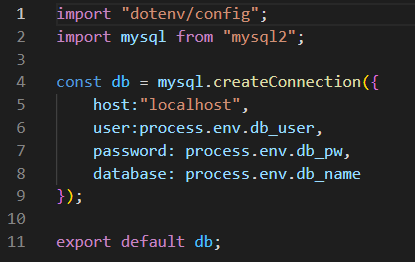 1 import "dotenv/config";
2 import mysql from "mysql2";
3
4 const db = mysql.createConnection({
5     host:"localhost",
6     user:process.env.db_user,
7     password: process.env.db_pw,
8     database: process.env.db_name
9 });
10
11 export default db;